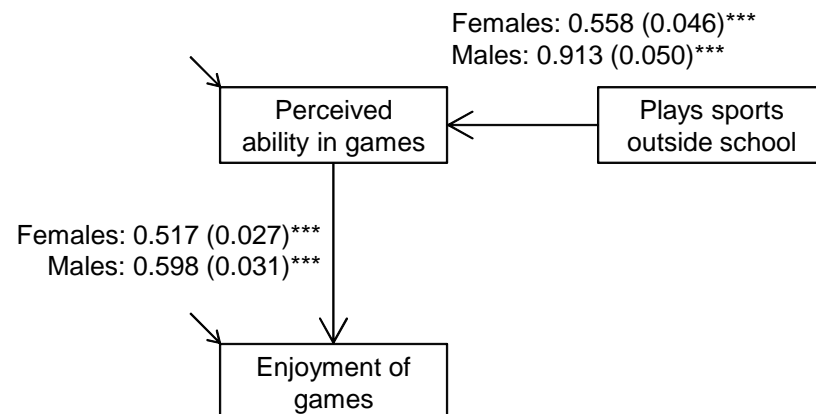 Females: 0.558 (0.046)***
Males: 0.913 (0.050)***
Perceived
ability in games
Plays sports
outside school
Females: 0.517 (0.027)***
Males: 0.598 (0.031)***
Enjoyment of
games